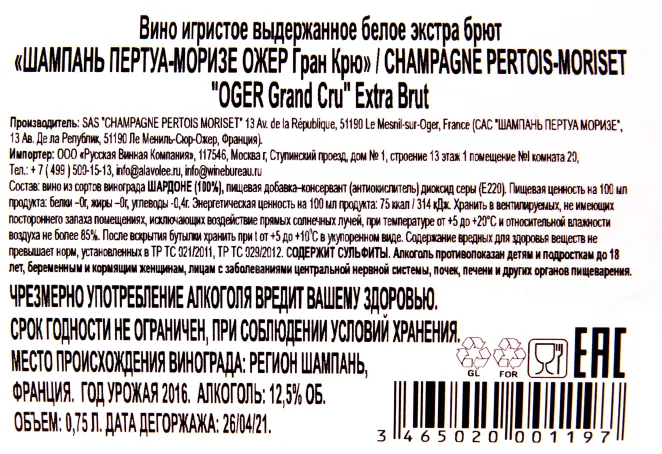 Вино игристое выдержанное белое экстра брют
«ШАМПАНЬ ПЕРТУА-МОРИЗЕ ОЖЕР Гран Крю» / CHAMPAGNE PERTOIS-MORISET
"OGER Grand Cru" Extra Brut
Производитель: SAS "CHAMPAGNE PERTOIS MORISET" 13 Av. de la République, 51190 Le Mesnil-sur-Oger, France (САС "ШАМПАНЬ ПЕРТУА МОРИЗЕ",
13 Ав. Де ла Републик, 51190 Ле Мениль-Сюр-Ожер, Франция).
Импортер: ООО «Русская Винная Компания», 117546, Москва г, Ступинский проезд, дом № 1, строение 13 этаж 1 помещение №I комната 20,
Тел.: + 7 ( 499 ) 500-15-13, info@alavolee.ru, info@winebureau.ru
Состав: вино из сортов винограда ШАРДОНЕ (100%), пищевая добавка–консервант (антиокислитель) диоксид серы (E220). Пищевая ценность на 100 мл
продукта: белки –0г, жиры –0г, углеводы -0,4г. Энергетическая ценность на 100 мл продукта: 75 ккал / 314 кДж. Хранить в вентилируемых, не имеющих
постороннего запаха помещениях, исключающих воздействие прямых солнечных лучей, при температуре от +5 до +20°С и относительной влажности
воздуха не более 85%. После вскрытия бутылки хранить при t от +5 до +10°С в укупоренном виде. Содержание вредных для здоровья веществ не
превышает норм, установленных в ТР ТС 021/2011, ТР ТС 029/2012. СОДЕРЖИТ СУЛЬФИТЫ. Алкоголь противопоказан детям и подросткам до 18
лет, беременным и кормящим женщинам, лицам с заболеваниями центральной нервной системы, почек, печени и других органов пищеварения.
ЧРЕЗМЕРНО УПОТРЕБЛЕНИЕ АЛКОГОЛЯ ВРЕДИТ ВАШЕМУ ЗДОРОВЬЮ.
СРОК ГОДНОСТИ НЕ ОГРАНИЧЕН, ПРИ СОБЛЮДЕНИИ УСЛОВИЙ ХРАНЕНИЯ.
МЕСТО ПРОИСХОЖДЕНИЯ ВИНОГРАДА: РЕГИОН ШАМПАНЬ,
ФРАНЦИЯ. ГОД УРОЖАЯ 2016. АЛКОГОЛЬ: 12,5% ОБ.
ОБЪЕМ: 0,75 Л. ДАТА ДЕГОРЖАЖА: 26/04/21.
GL
FOR
EAC
3 465020 001197